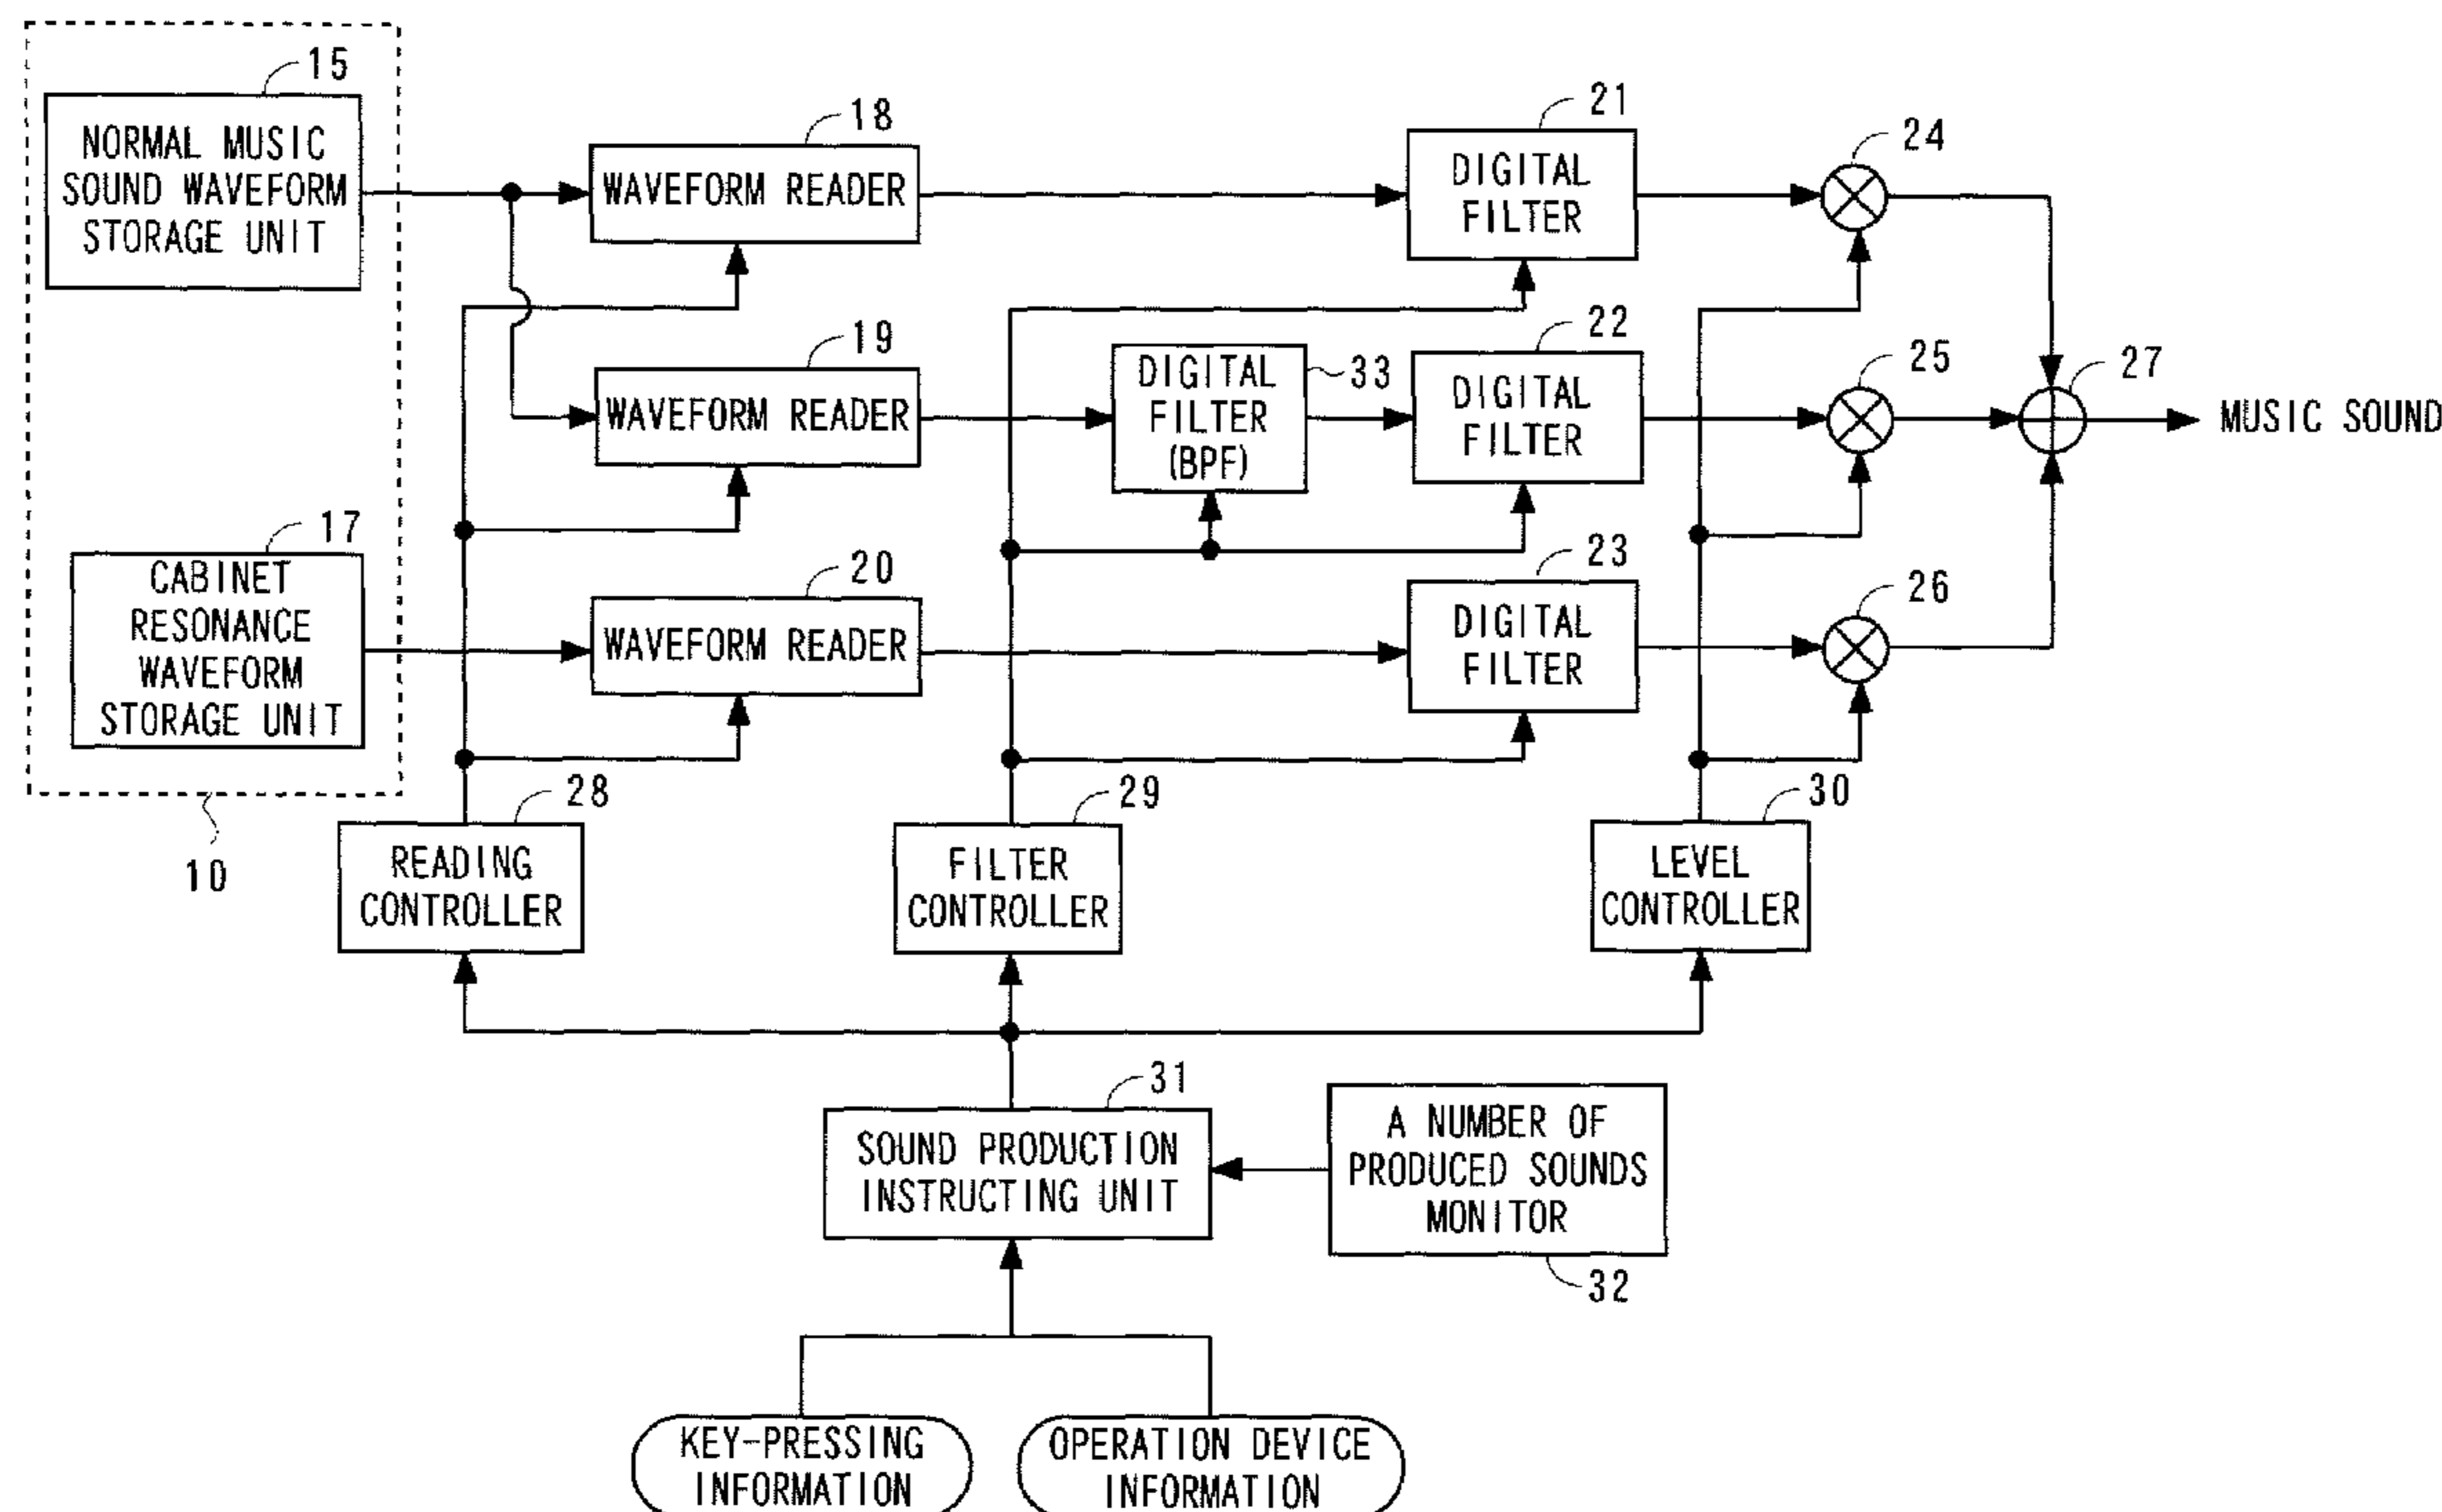 15
NORMAL MUSIC
SOUND WAVEFORM
STORAGE UNIT
18
WAVEFORM READER
21
DIGITAL
FILTER
24
19
WAVEFORM READER
DIGITAL
FILTER
(BPF)
33
22
DIGITAL
FILTER
25
27
MUSIC SOUND
17
CABINET
RESONANCE
WAVEFORM
STORAGE UNIT
20
WAVEFORM READER
23
DIGITAL
FILTER
26
10
28
READING
CONTROLLER
29
FILTER
CONTROLLER
30
LEVEL
CONTROLLER
31
SOUND PRODUCTION
INSTRUCTING UNIT
A NUMBER OF
PRODUCED SOUNDS
MONITOR
32
KEY-PRESSING
INFORMATION
OPERATION DEVICE
INFORMATION